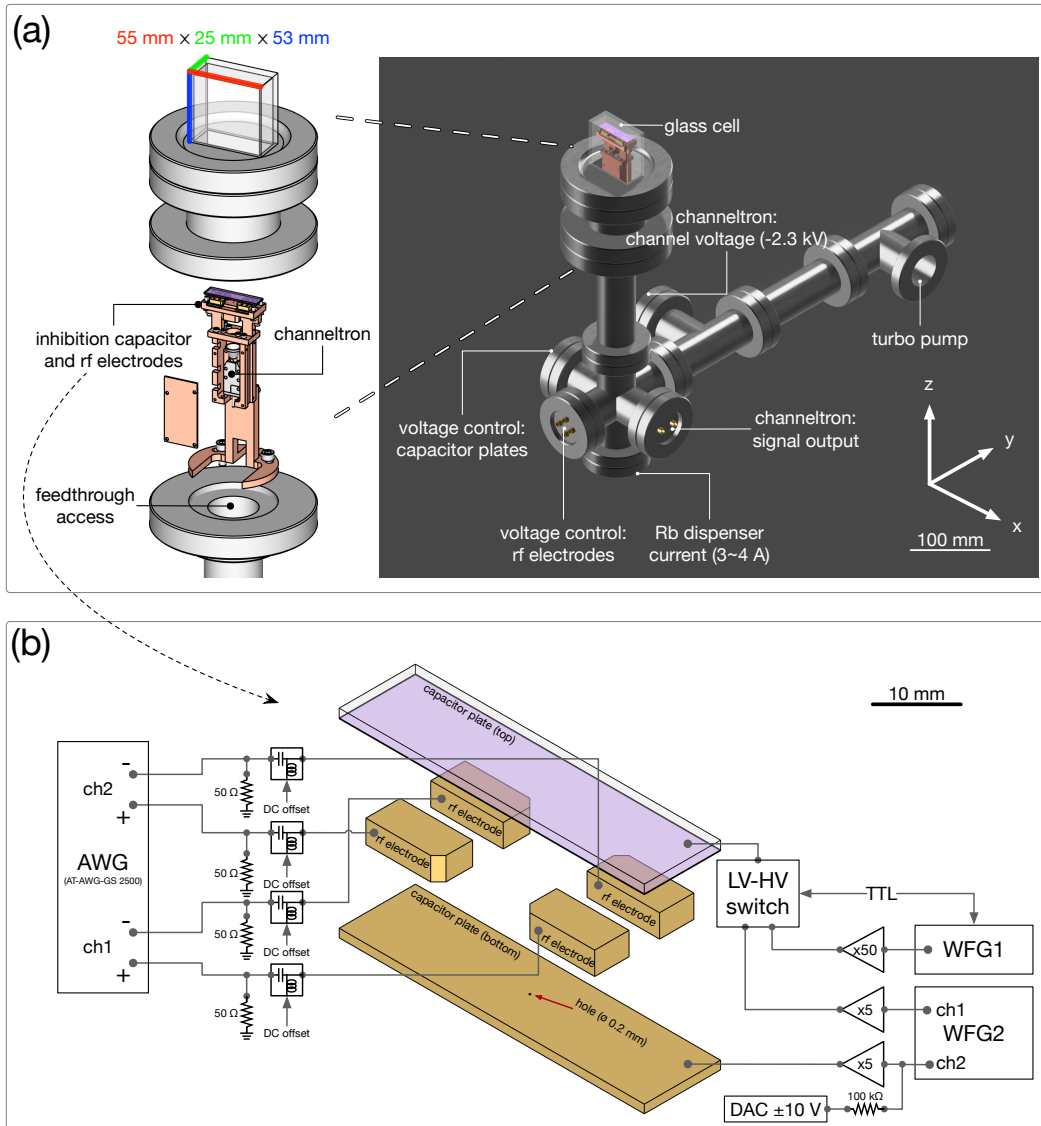 (a)
55 mm x 25 mm x 53 mm
glass cell
channeltron:
channel voltage (-2.3 kV)
turbo pump
inhibition capacitor
and rf electrodes
channeltron
voltage control:
capacitor plates
channeltron:
signal output
feedthrough
access
voltage control:
rf electrodes
Rb dispenser
current (3~4 A)
z
y
x
100 mm
(b)
10 mm
capacitor plate (top)
AWG
(AT-AWG-GS 2500)
ch2
-
+
ch1
-
+
50 Ω
DC offset
50 Ω
DC offset
50 Ω
DC offset
50 Ω
DC offset
rf electrode
rf electrode
rf electrode
rf electrode
capacitor plate (bottom)
hole (ø 0.2 mm)
LV-HV
switch
TTL
x50
WFG1
x5
ch1
WFG2
x5
ch2
100 kΩ
DAC ±10 V